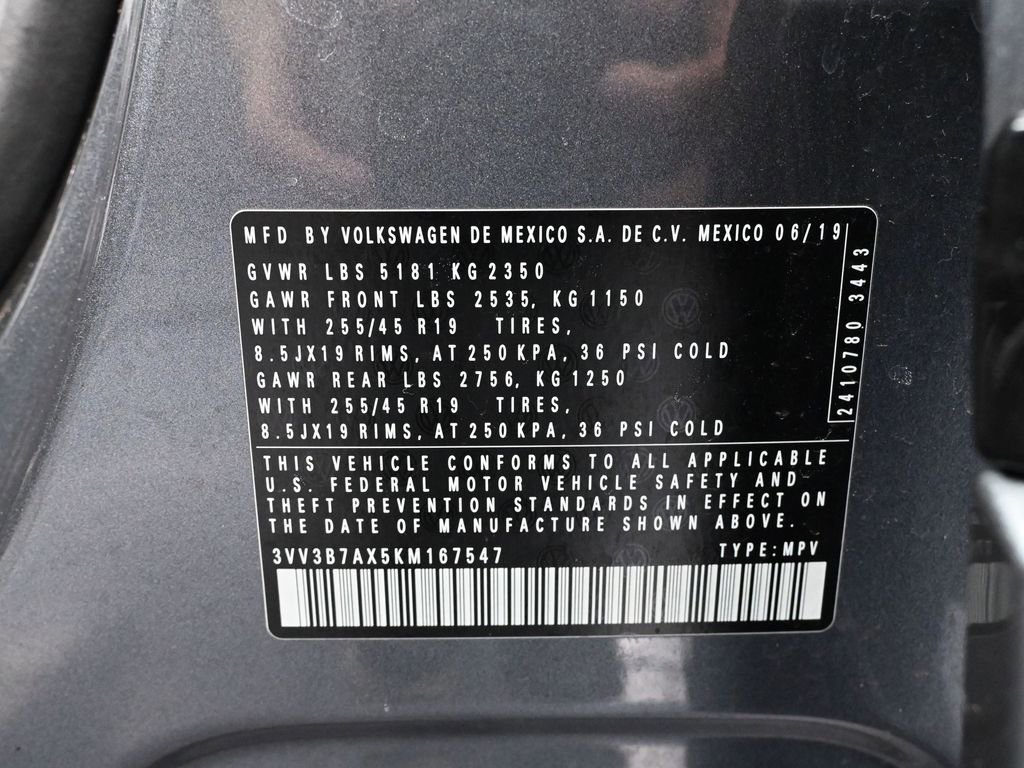 MFD BY VOLKSWAGEN DE MEXICO S.A. DE C.V. MEXICO 06/19
GVWR LBS 5181 KG 2350
GAWR FRONT LBS 2535, KG 1150
WITH 255/45 R19 TIRES,
8.5JX19 RIMS, AT 250 KPA, 36 PSI COLD
GAWR REAR LBS 2756, KG 1250
WITH 255/45 R19 TIRES,
8.5JX19 RIMS, AT 250 KPA, 36 PSI COLD
2410780 3443
THIS VEHICLE CONFORMS TO ALL APPLICABLE
U.S. FEDERAL MOTOR VEHICLE SAFETY AND
THEFT PREVENTION STANDARDS IN EFFECT ON
THE DATE OF MANUFACTURE SHOWN ABOVE.
3VV3B7AX5KM167547 TYPE: MPV